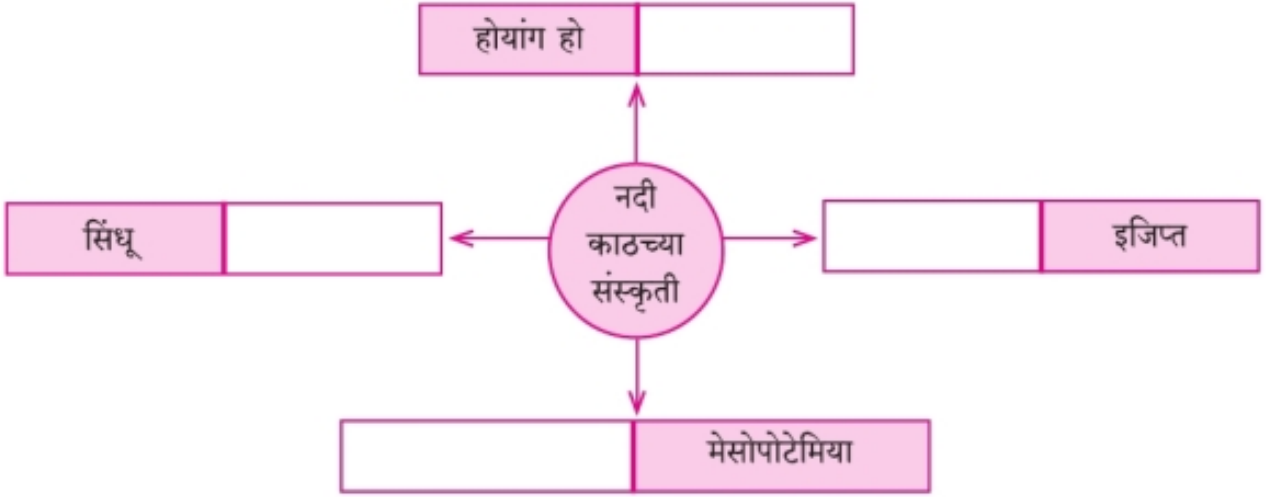 होयांग हो
सिंधू
नदी
काठच्या
संस्कृती
इजिप्त
मेसोपोटेमिया